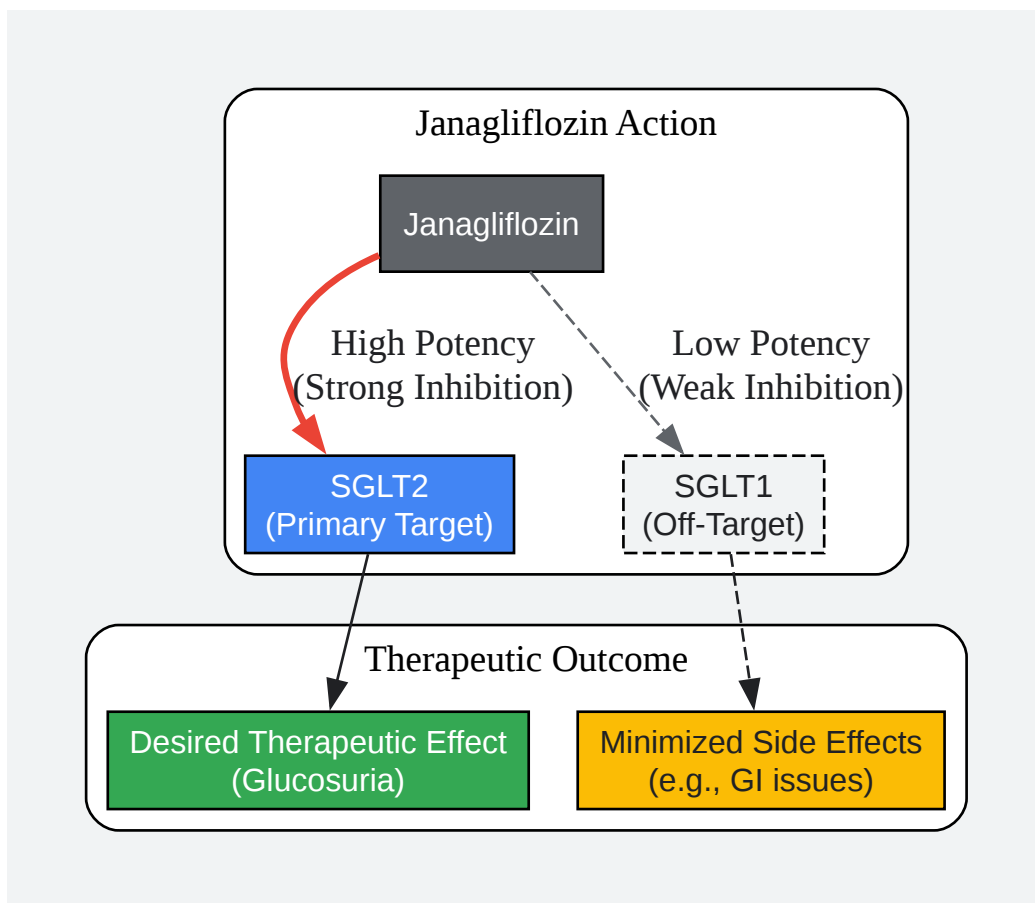 Janagliflozin Action
Janagliflozin
High Potency
(Strong Inhibition)
Low Potency
(Weak Inhibition)
SGLT2
(Primary Target)
SGLT1
(Off-Target)
Therapeutic Outcome
Desired Therapeutic Effect
(Glucosuria)
Minimized Side Effects
(e.g., GI issues)